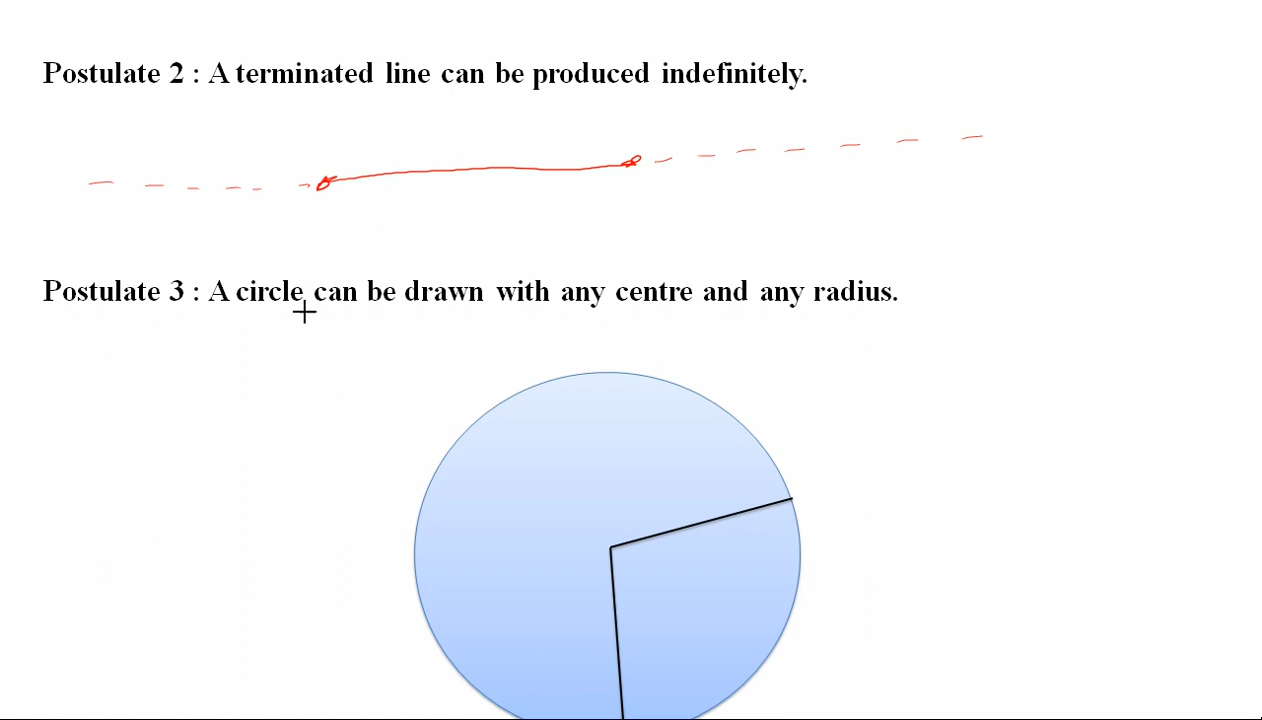 Postulate 2 : A terminated line can be produced indefinitely.
Postulate 3 : A circle can be drawn with any centre and any radius.